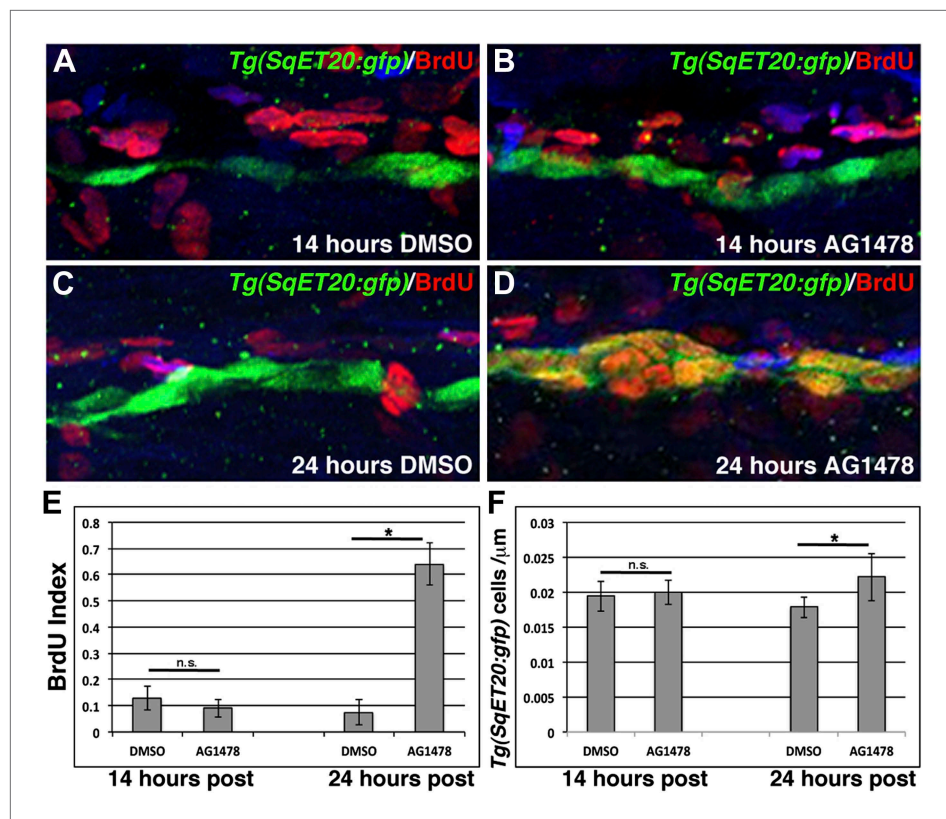 A
Tg(SqET20:gfp)/BrdU
14 hours DMSO
B
Tg(SqET20:gfp)/BrdU
14 hours AG1478
C
Tg(SqET20:gfp)/BrdU
24 hours DMSO
D
Tg(SqET20:gfp)/BrdU
24 hours AG1478
E
BrdU Index
0.8
0.7
0.6
0.5
0.4
0.3
0.2
0.1
0
n.s.
*
DMSO
AG1478
DMSO
AG1478
14 hours post
24 hours post
F
Tg(SqET20:gfp) cells /µm
0.03
0.025
0.02
0.015
0.01
0.005
0
n.s.
*
DMSO
AG1478
DMSO
AG1478
14 hours post
24 hours post